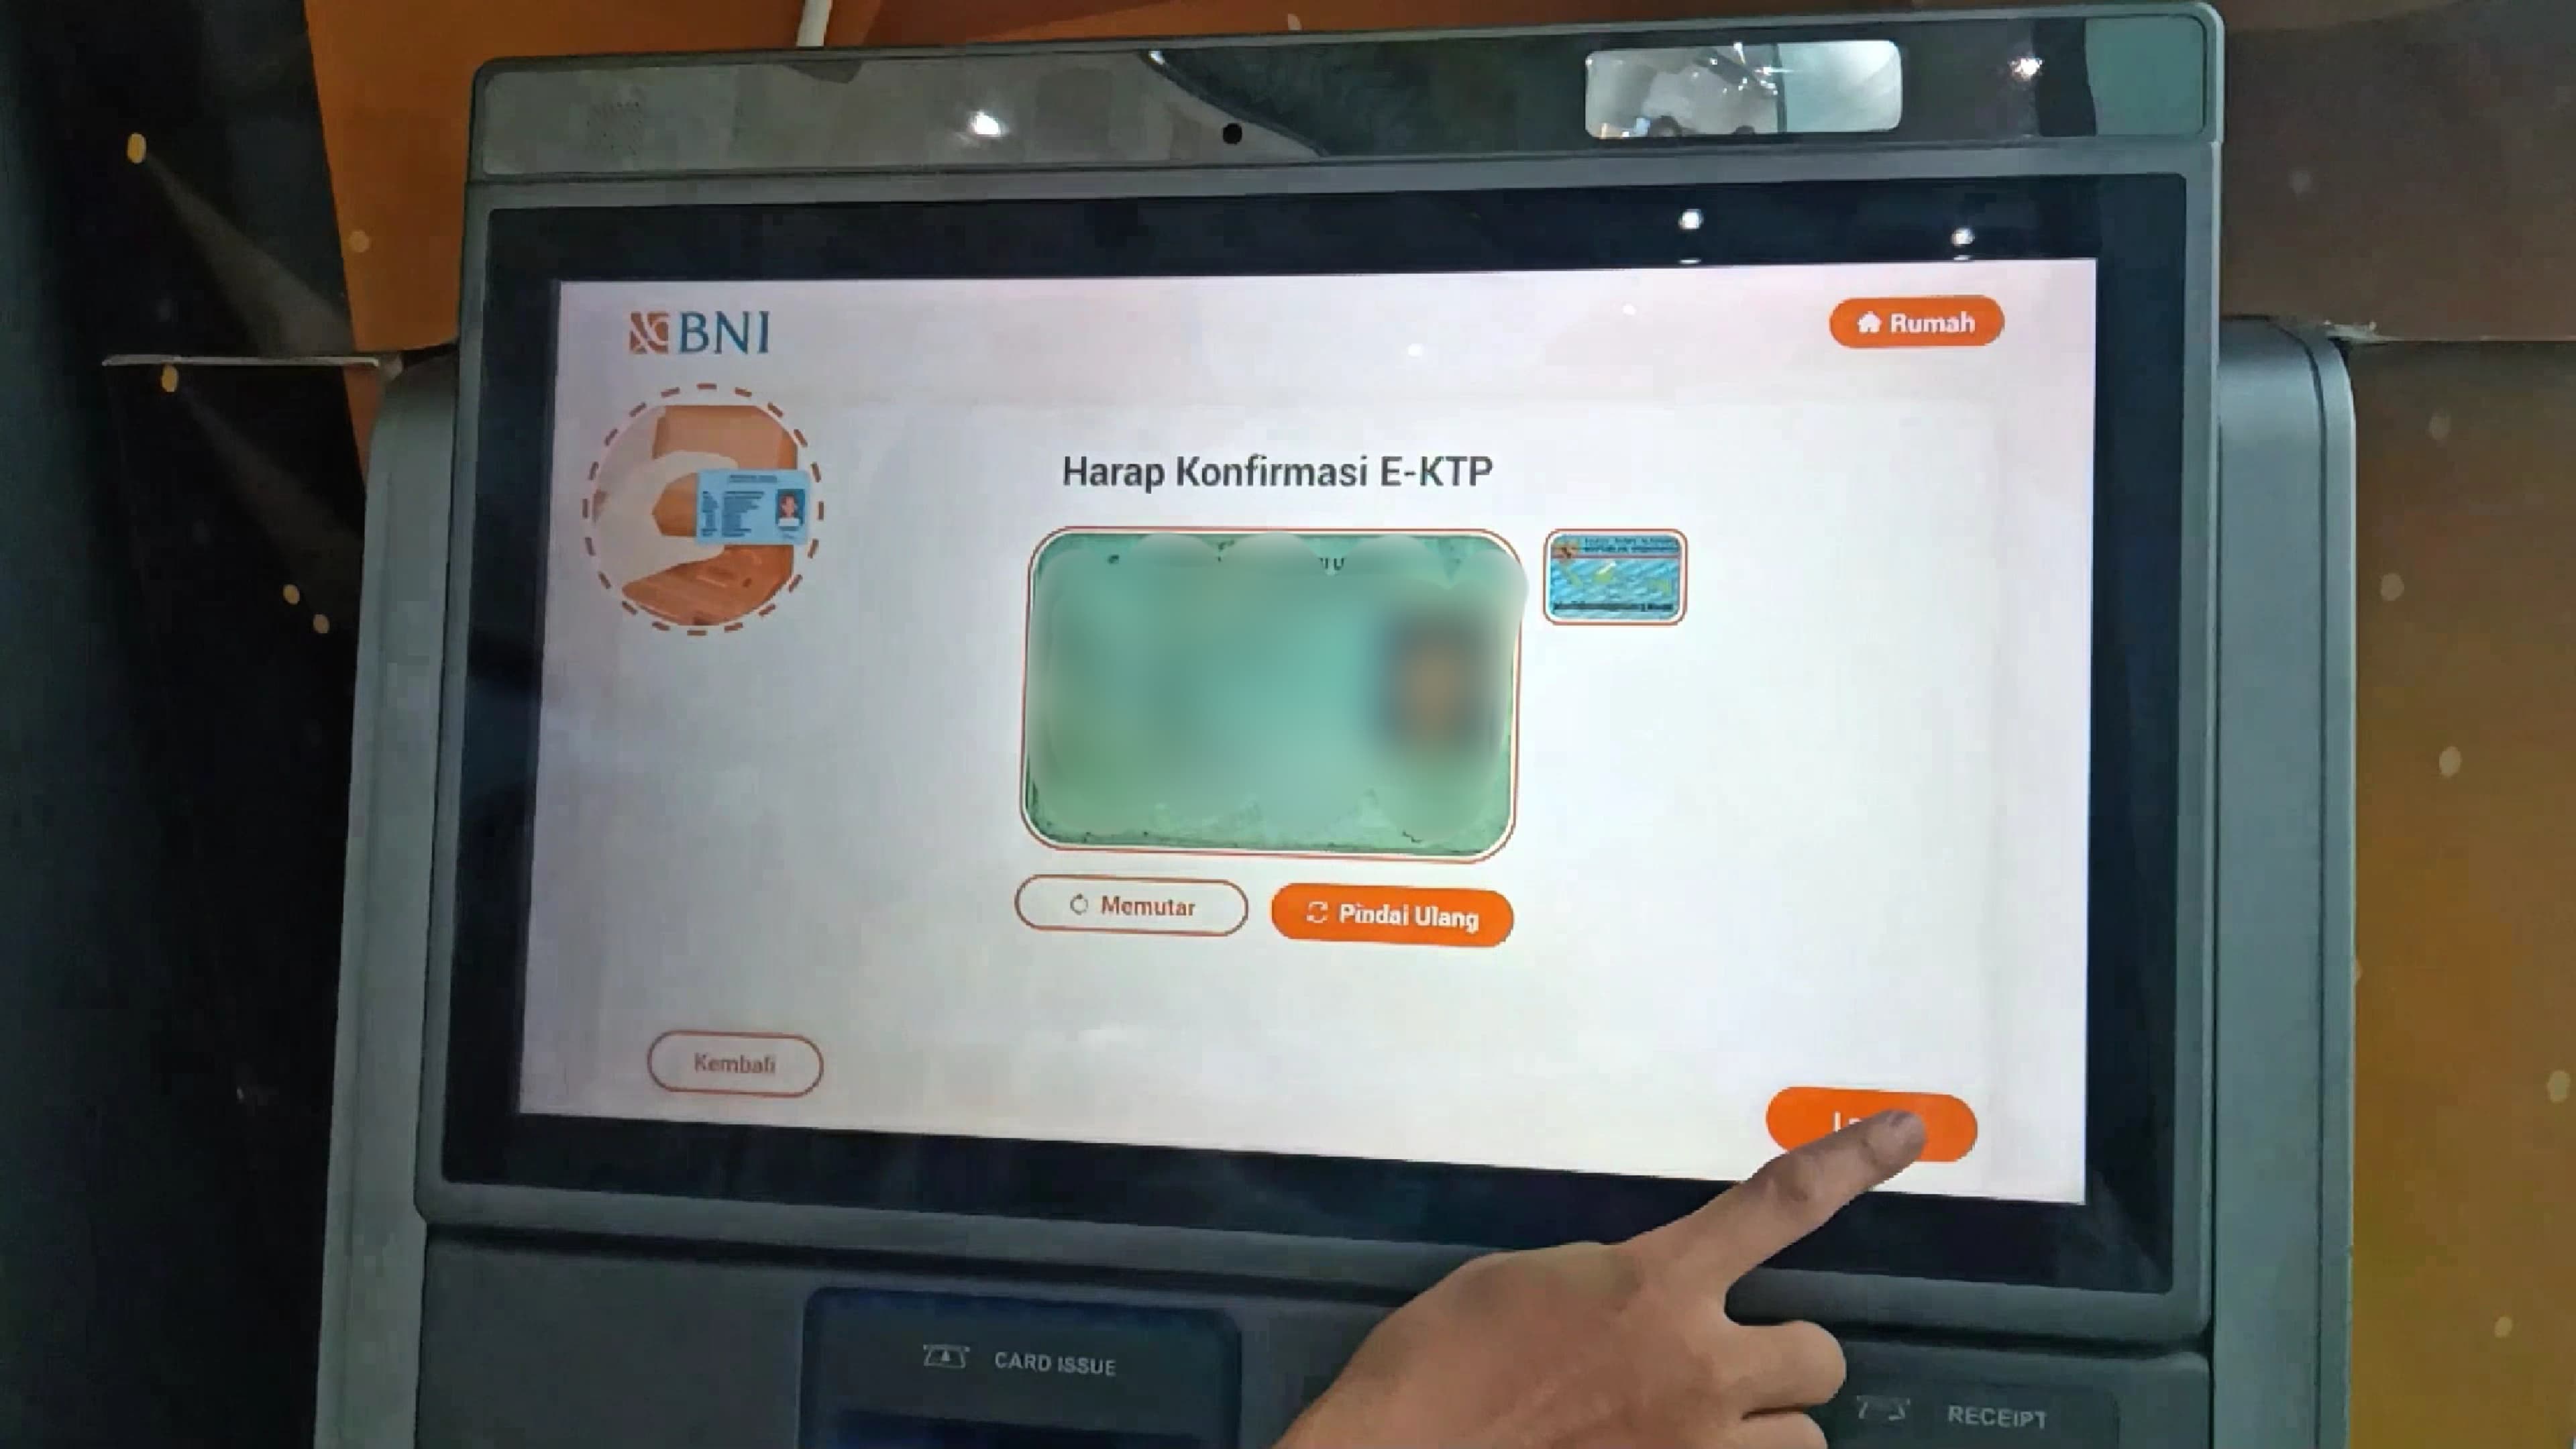 BNI
Rumah
Harap Konfirmasi E-KTP
Memutar
Pindai Ulang
Kembali
CARD ISSUE
RECEIPT